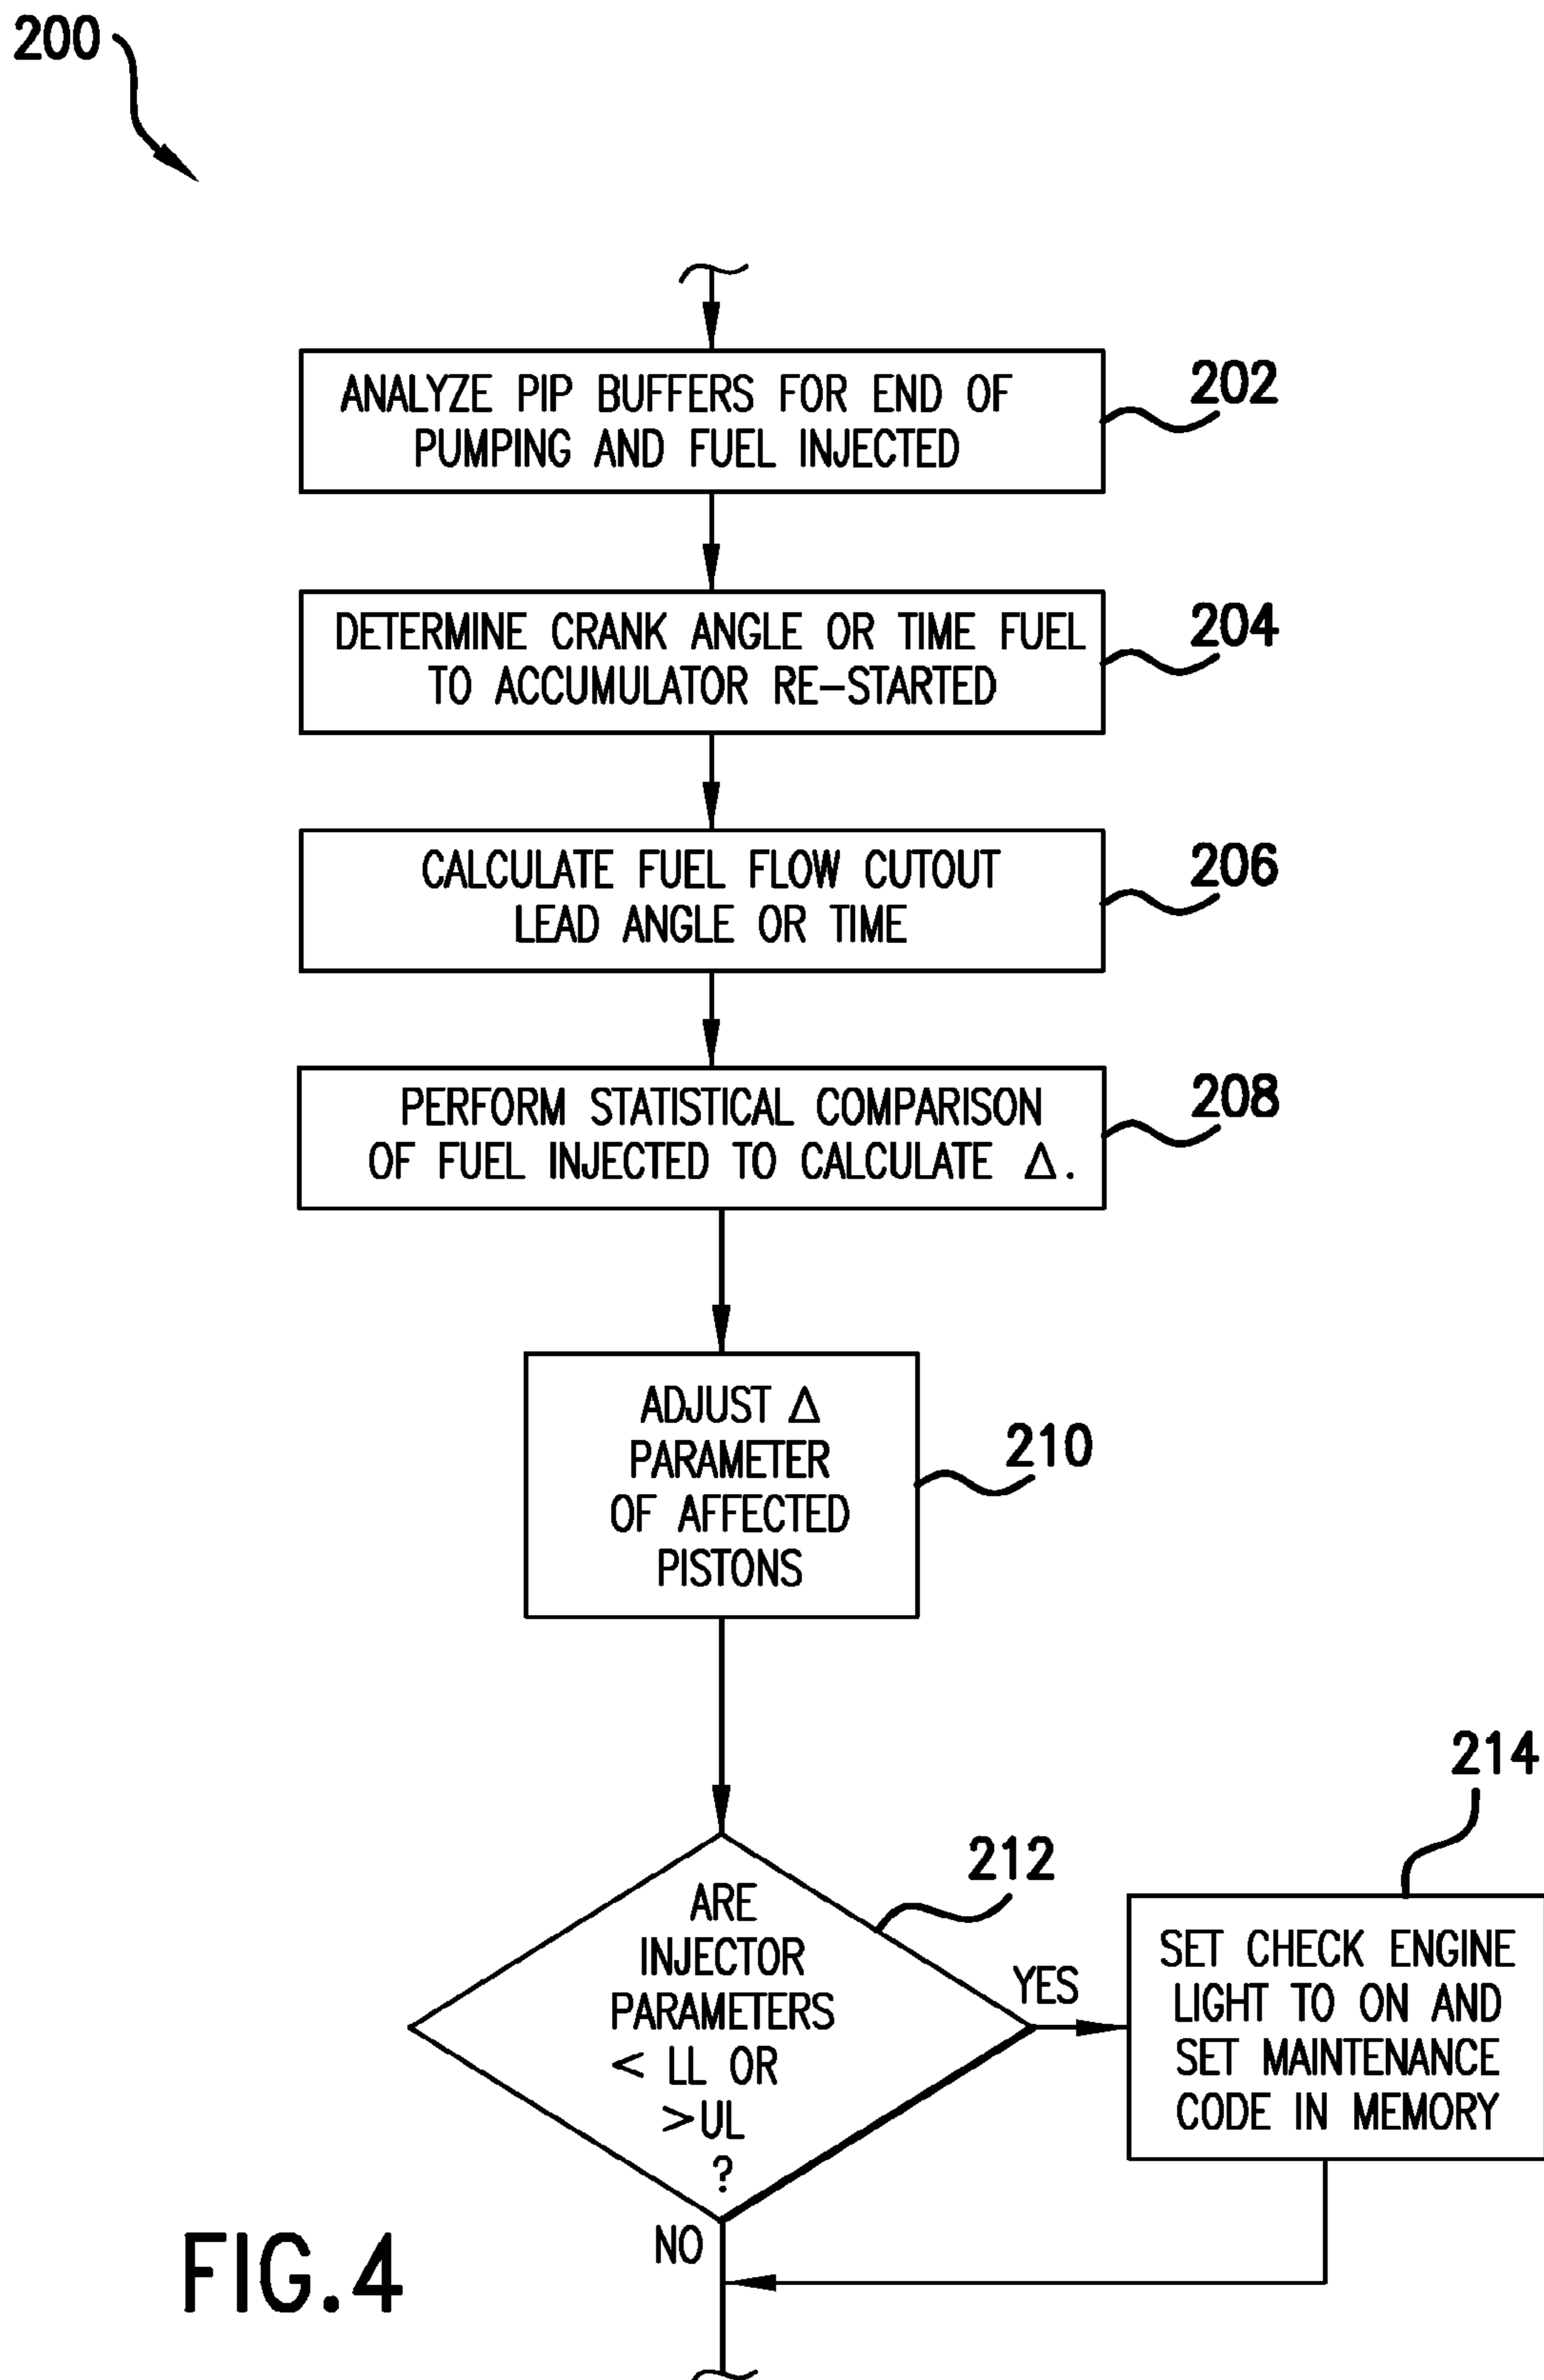 200
ANALYZE PIP BUFFERS FOR END OF
PUMPING AND FUEL INJECTED
202
DETERMINE CRANK ANGLE OR TIME FUEL
TO ACCUMULATOR RE-STARTED
204
CALCULATE FUEL FLOW CUTOUT
LEAD ANGLE OR TIME
206
PERFORM STATISTICAL COMPARISON
OF FUEL INJECTED TO CALCULATE Δ.
208
ADJUST Δ
PARAMETER
OF AFFECTED
PISTONS
210
ARE
INJECTOR
PARAMETERS
< LL OR
>UL
?
212
YES
214
SET CHECK ENGINE
LIGHT TO ON AND
SET MAINTENANCE
CODE IN MEMORY
NO
FIG.4